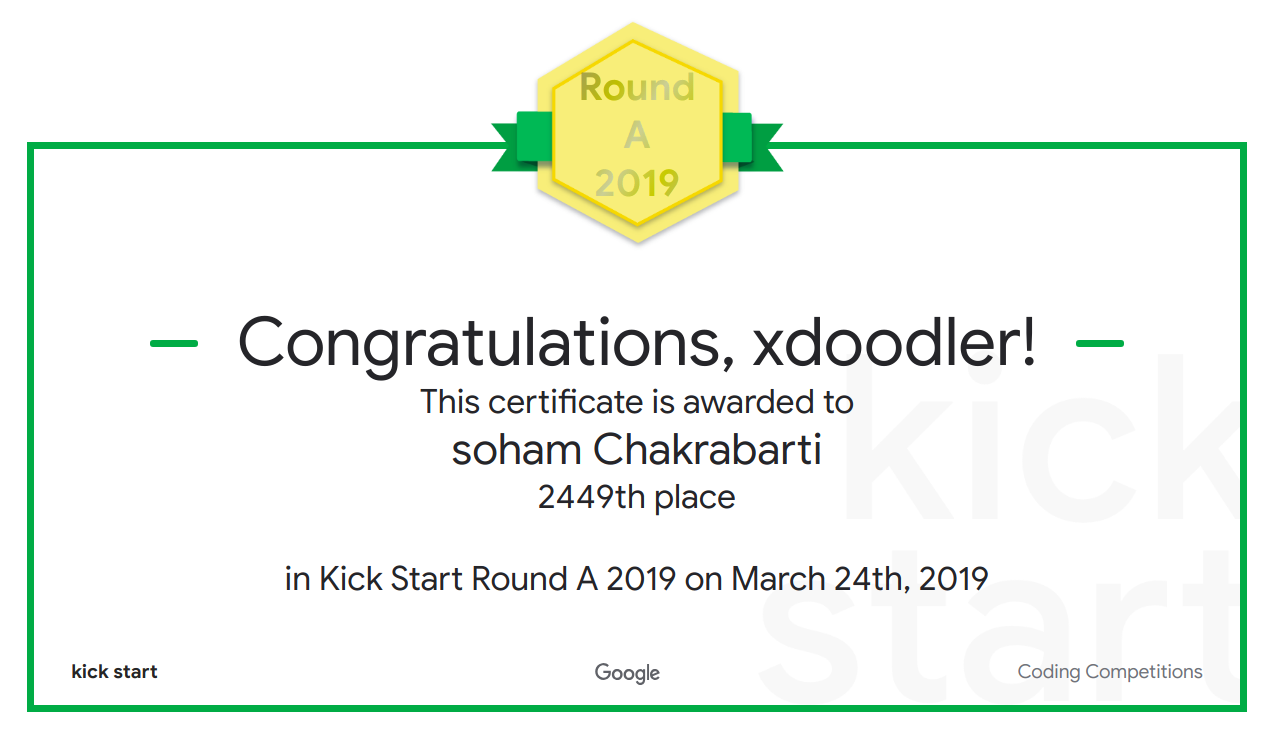 Round
A
2019
Congratulations, xdoodler!
This certificate is awarded to
soham Chakrabarti
2449th place
in Kick Start Round A 2019 on March 24th, 2019
kick
start
kick start
Google
Coding Competitions